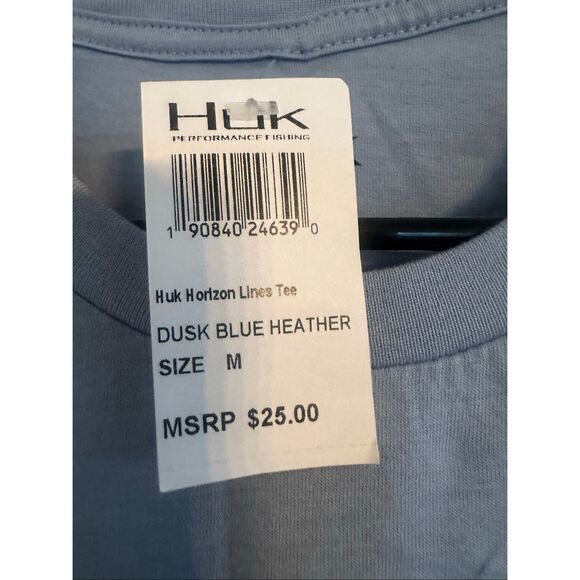 HUK
PERFORMANCE FISHING
1 90840 24639 0
Huk Horizon Lines Tee
DUSK BLUE HEATHER
SIZE M
MSRP $25.00